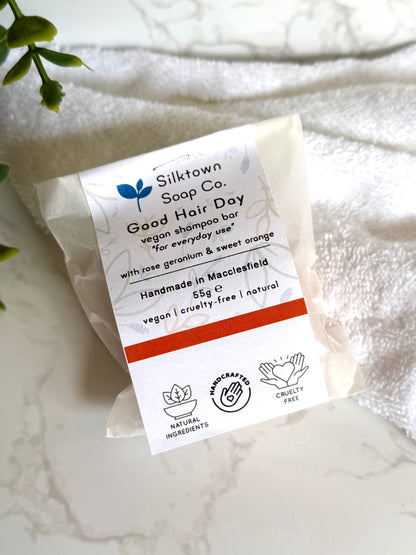 Silktown
Soap Co.
Good Hair Day
vegan shampoo bar
"for everyday use"
with rose geranium & sweet orange
Handmade in Macclesfield
55g ℮
vegan | cruelty-free | natural
NATURAL
INGREDIENTS
HANDCRAFTED
CRUELTY
FREE